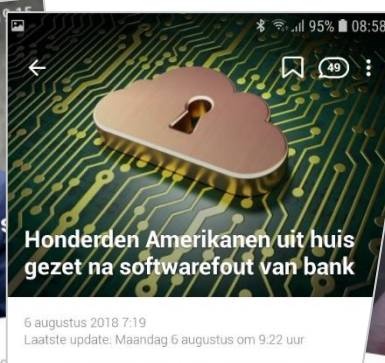 95% 08:58
49
Honderden Amerikanen uit huis
gezet na softwarefout van bank
6 augustus 2018 7:19
Laatste update: Maandag 6 augustus om 9:22 uur